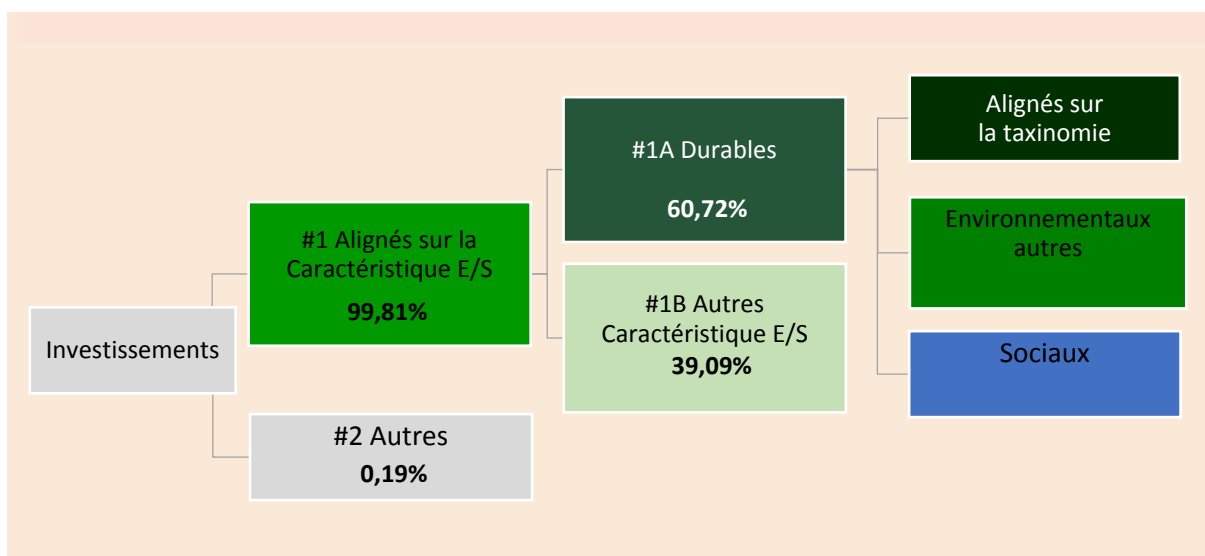 Investissements
#1 Alignés sur la
Caractéristique E/S
99,81%
#2 Autres
0,19%
#1A Durables
60,72%
#1B Autres
Caractéristique E/S
39,09%
Alignés sur
la taxinomie
Environnementaux
autres
Sociaux